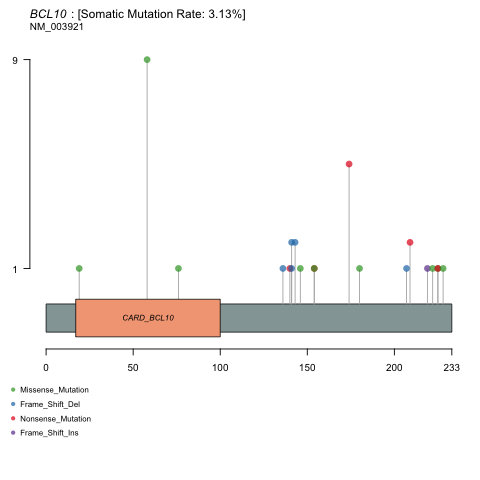 BCL10 : [Somatic Mutation Rate: 3.13%]
NM_003921
9
1
CARD_BCL10
0 50 100 150 200 233
Missense_Mutation
Frame_Shift_Del
Nonsense_Mutation
Frame_Shift_Ins